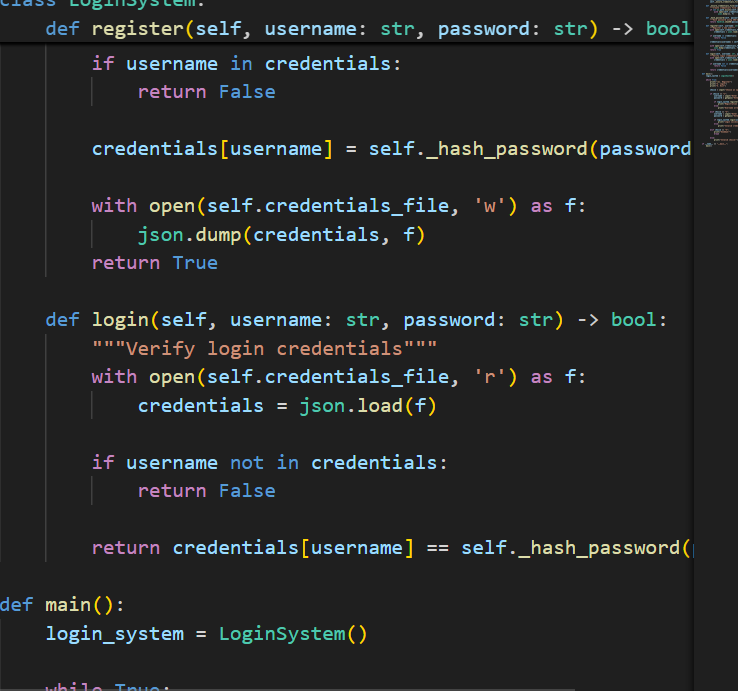 class LoginSystem:
    def register(self, username: str, password: str) -> bool
        if username in credentials:
            return False

        credentials[username] = self._hash_password(password

        with open(self.credentials_file, 'w') as f:
            json.dump(credentials, f)
        return True

    def login(self, username: str, password: str) -> bool:
        """Verify login credentials"""
        with open(self.credentials_file, 'r') as f:
            credentials = json.load(f)

        if username not in credentials:
            return False

        return credentials[username] == self._hash_password(

def main():
    login_system = LoginSystem()

    while True: